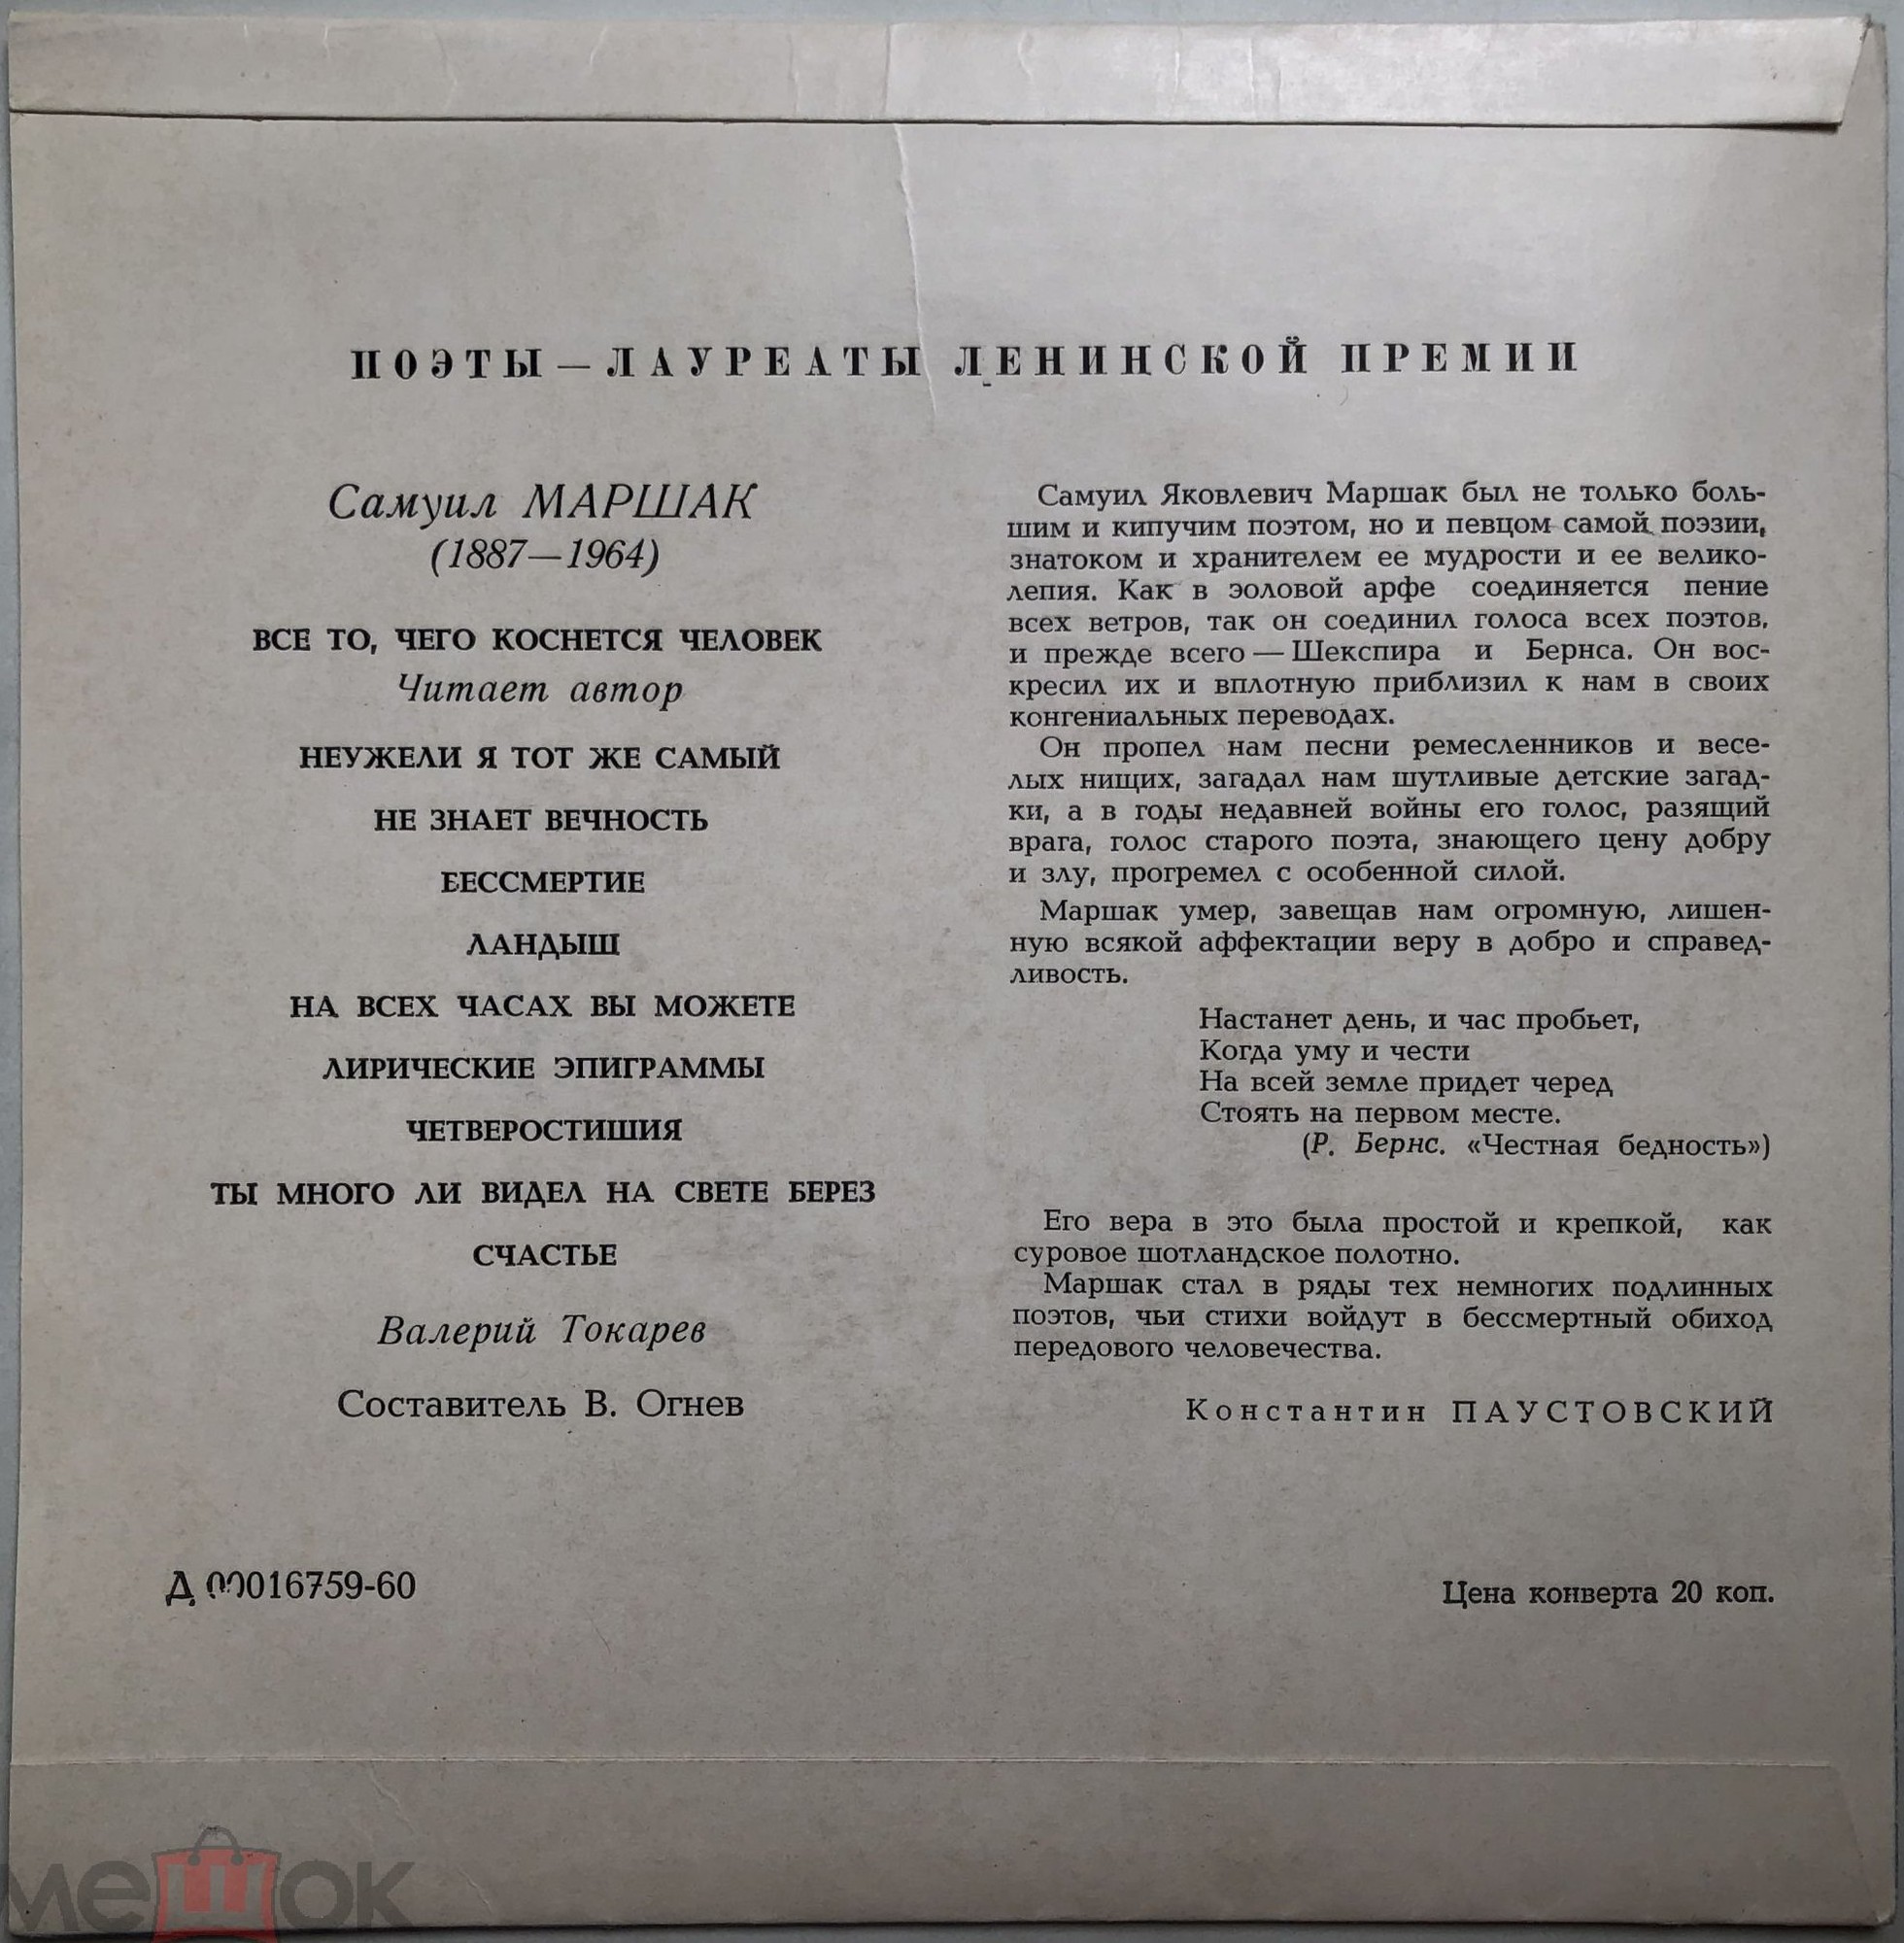 ПОЭТЫ — ЛАУРЕАТЫ ЛЕНИНСКОЙ ПРЕМИИ
Самуил МАРШАК
(1887—1964)
ВСЕ ТО, ЧЕГО КОСНЕТСЯ ЧЕЛОВЕК
Читает автор
НЕУЖЕЛИ Я ТОТ ЖЕ САМЫЙ
НЕ ЗНАЕТ ВЕЧНОСТЬ
БЕССМЕРТИЕ
ЛАНДЫШ
НА ВСЕХ ЧАСАХ ВЫ МОЖЕТЕ
ЛИРИЧЕСКИЕ ЭПИГРАММЫ
ЧЕТВЕРОСТИШИЯ
ТЫ МНОГО ЛИ ВИДЕЛ НА СВЕТЕ БЕРЕЗ
СЧАСТЬЕ
Валерий Токарев
Составитель В. Огнев
Самуил Яковлевич Маршак был не только боль-
шим и кипучим поэтом, но и певцом самой поэзии,
знатоком и хранителем ее мудрости и ее велико-
лепия. Как в эоловой арфе соединяется пение
всех ветров, так он соединил голоса всех поэтов,
и прежде всего — Шекспира и Бернса. Он вос-
кресил их и вплотную приблизил к нам в своих
конгениальных переводах.
Он пропел нам песни ремесленников и весе-
лых нищих, загадал нам шутливые детские загад-
ки, а в годы недавней войны его голос, разящий
врага, голос старого поэта, знающего цену добру
и злу, прогремел с особенной силой.
Маршак умер, завещав нам огромную, лишен-
ную всякой аффектации веру в добро и справед-
ливость.
Настанет день, и час пробьет,
Когда уму и чести
На всей земле придет черед
Стоять на первом месте.
(Р. Бернс. «Честная бедность»)
Его вера в это была простой и крепкой, как
суровое шотландское полотно.
Маршак стал в ряды тех немногих подлинных
поэтов, чьи стихи войдут в бессмертный обиход
передового человечества.
Константин ПАУСТОВСКИЙ
Д 00016759-60
Цена конверта 20 коп.
мешок